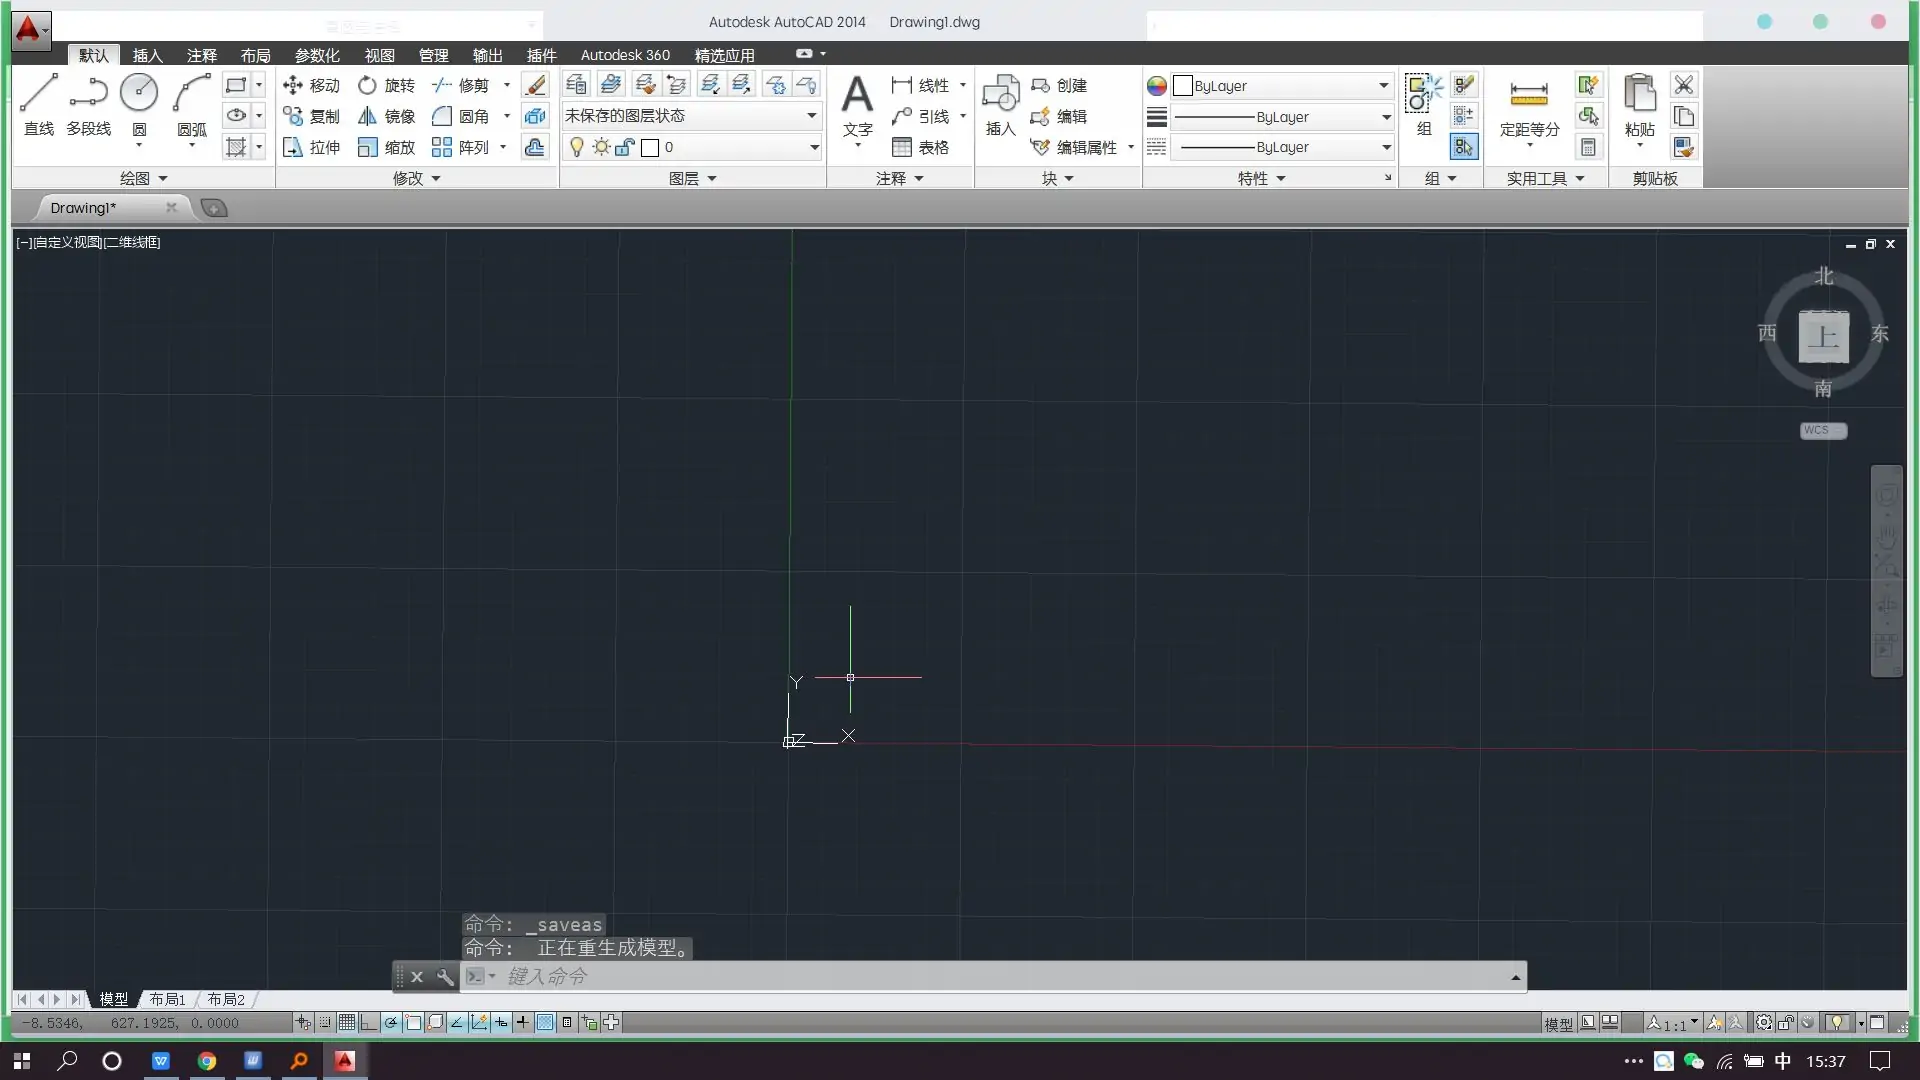 Autodesk AutoCAD 2014 Drawing1.dwg
默认 插入 注释 布局 参数化 视图 管理 输出 插件 Autodesk 360 精选应用
直线 多段线 圆 圆弧
移动 旋转 修剪
复制 镜像 圆角
拉伸 缩放 阵列
未保存的图层状态
0
文字
线性
引线
表格
插入
创建
编辑
编辑属性
ByLayer
ByLayer
ByLayer
组
定距等分
粘贴
绘图 修改 图层 注释 块 特性 组 实用工具 剪贴板
Drawing1*
[−][自定义视图][二维线框]
北
西 上 东
南
WCS
Y
Z X
命令: _saveas
命令: 正在重生成模型。
键入命令
模型 布局1 布局2
-8.5346, 627.1925, 0.0000
模型 1:1
中 15:37